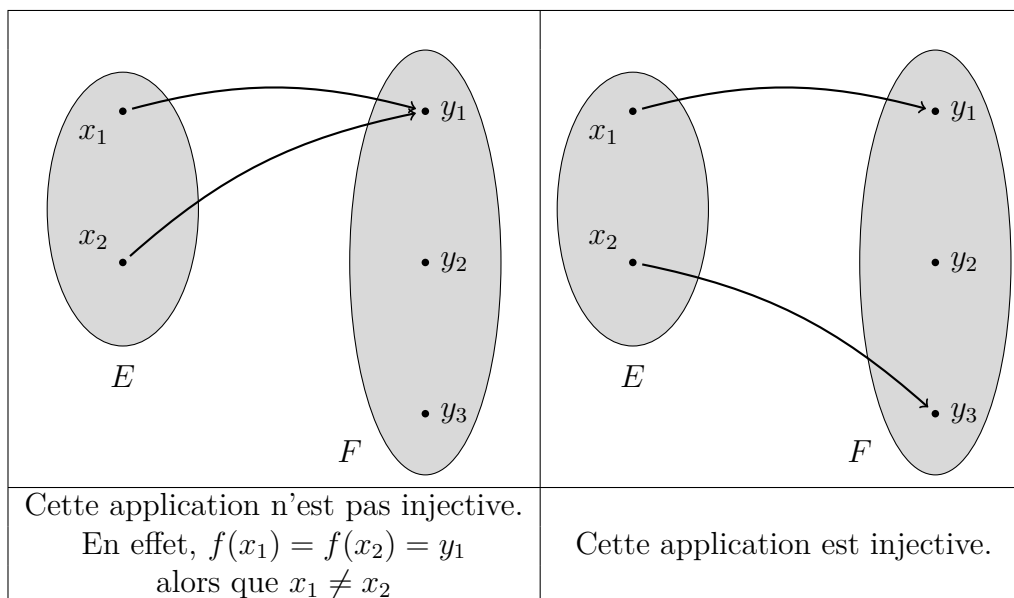 x₁
x₂
E
y₁
y₂
y₃
F
x₁
x₂
E
y₁
y₂
y₃
F
Cette application n'est pas injective.
En effet, f(x₁) = f(x₂) = y₁
alors que x₁ ≠ x₂
Cette application est injective.